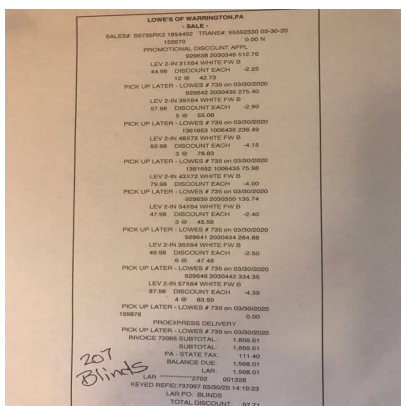 LOWE'S OF WARRINGTON,PA
- SALE -
SALES# S0735RK2 1854402 TRANS# 95592330 03-30-20
155670 0.00 N
PROMOTIONAL DISCOUNT APPL
929638 2030349 512.76
LEV 2-IN 31X64 WHITE FW B
44.98 DISCOUNT EACH -2.25
12 @ 42.73
PICK UP LATER - LOWES # 735 on 03/30/2020
929642 2030436 275.40
LEV 2-IN 39X64 WHITE FW B
57.98 DISCOUNT EACH -2.90
5 @ 55.08
PICK UP LATER - LOWES # 735 on 03/30/2020
1361653 1006436 236.49
LEV 2-IN 48X72 WHITE FW B
82.98 DISCOUNT EACH -4.15
3 @ 78.83
PICK UP LATER - LOWES # 735 on 03/30/2020
1361652 1006435 75.98
LEV 2-IN 43X72 WHITE FW B
79.98 DISCOUNT EACH -4.00
PICK UP LATER - LOWES # 735 on 03/30/2020
929639 2030350 136.74
LEV 2-IN 34X64 WHITE FW B
47.98 DISCOUNT EACH -2.40
3 @ 45.58
PICK UP LATER - LOWES # 735 on 03/30/2020
929641 2030434 284.88
LEV 2-IN 36X64 WHITE FW B
49.98 DISCOUNT EACH -2.50
6 @ 47.48
PICK UP LATER - LOWES # 735 on 03/30/2020
929646 2030442 334.36
LEV 2-IN 57X64 WHITE FW B
87.98 DISCOUNT EACH -4.39
4 @ 83.59
PICK UP LATER - LOWES # 735 on 03/30/2020
159876 0.00
PROEXPRESS DELIVERY
PICK UP LATER - LOWES # 735 on 03/30/2020
INVOICE 72065 SUBTOTAL: 1,856.61
SUBTOTAL: 1,856.61
PA - STATE TAX: 111.40
BALANCE DUE: 1,968.01
LAR: 1,968.01
207
Blinds
LAR ************2702 001328
KEYED REFID:737097 03/30/20 14:19:23
LAR PO: BLINDS
TOTAL DISCOUNT: 97.71